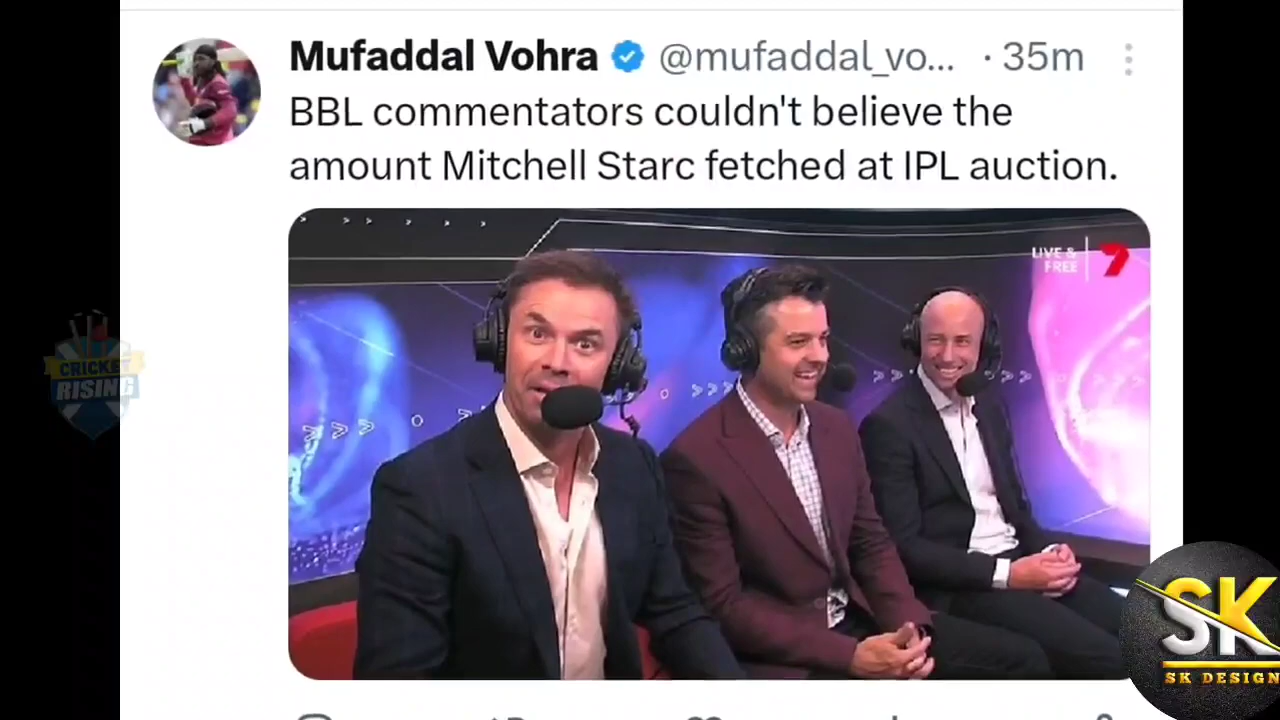 Mufaddal Vohra @mufaddal_vo... · 35m
BBL commentators couldn't believe the
amount Mitchell Starc fetched at IPL auction.
LIVE &
FREE
7
CRICKET
RISING
SK
SK DESIGN